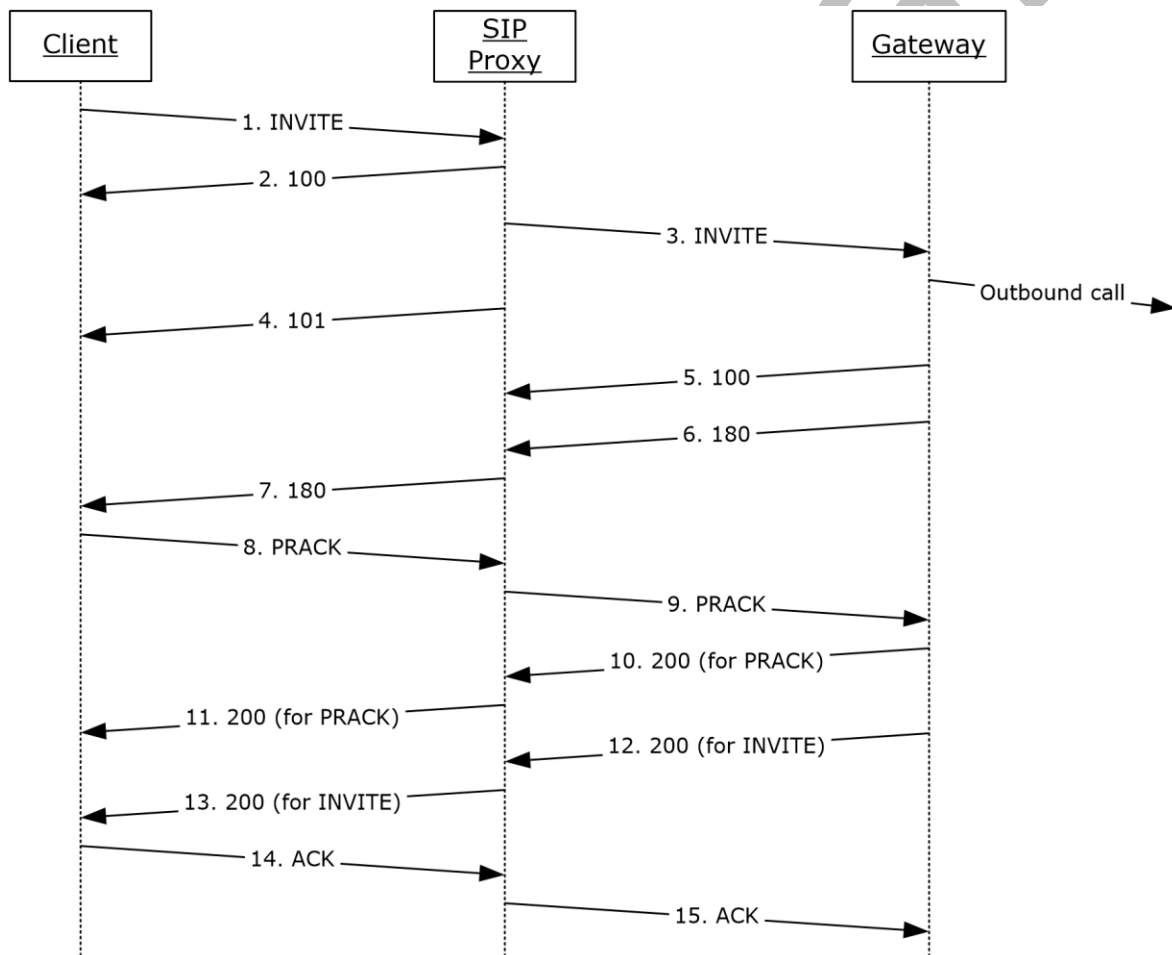 Client
SIP
Proxy
Gateway
1. INVITE
2. 100
3. INVITE
Outbound call
4. 101
5. 100
6. 180
7. 180
8. PRACK
9. PRACK
10. 200 (for PRACK)
11. 200 (for PRACK)
12. 200 (for INVITE)
13. 200 (for INVITE)
14. ACK
15. ACK